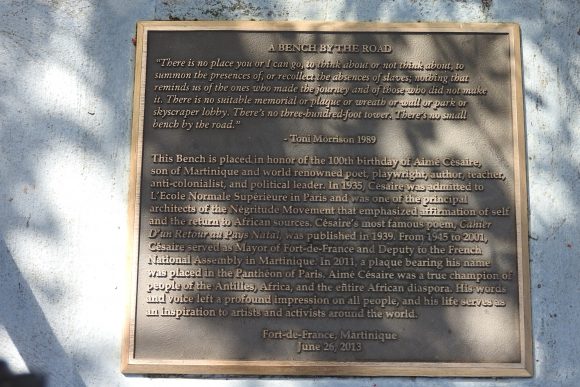 A BENCH BY THE ROAD
"There is no place you or I can go, to think about or not think about, to
summon the presences of, or recollect the absences of slaves; nothing that
reminds us of the ones who made the journey and of those who did not make
it. There is no suitable memorial or plaque or wreath or wall or park or
skyscraper lobby. There's no three-hundred-foot tower. There's no small
bench by the road."
- Toni Morrison 1989
This Bench is placed in honor of the 100th birthday of Aimé Césaire,
son of Martinique and world renowned poet, playwright, author, teacher,
anti-colonialist, and political leader. In 1935, Césaire was admitted to
L'Ecole Normale Supérieure in Paris and was one of the principal
architects of the Négritude Movement that emphasized affirmation of self
and the return to African sources. Césaire's most famous poem, Cahier
D'un Retour au Pays Natal, was published in 1939. From 1945 to 2001,
Césaire served as Mayor of Fort-de-France and Deputy to the French
National Assembly in Martinique. In 2011, a plaque bearing his name
was placed in the Panthéon of Paris. Aimé Césaire was a true champion of
people of the Antilles, Africa, and the entire African diaspora. His words
and voice left a profound impression on all people, and his life serves as
an inspiration to artists and activists around the world.
Fort-de-France, Martinique
June 26, 2013